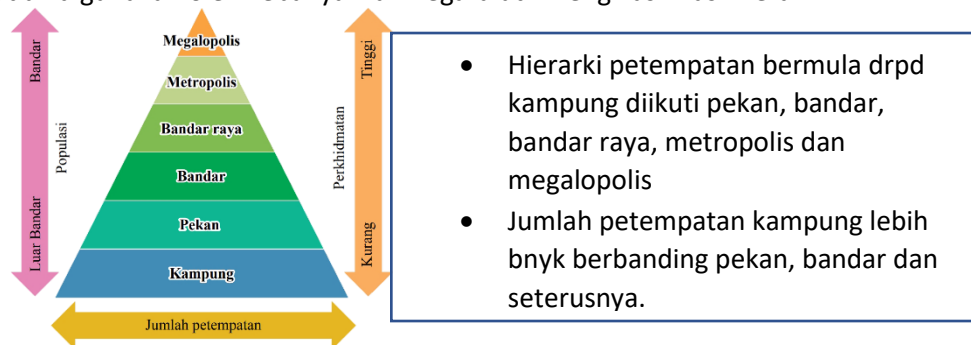 Megalopolis
Metropolis
Bandar raya
Bandar
Pekan
Kampung
Bandar
Populasi
Luar Bandar
Tinggi
Perkhidmatan
Kurang
Jumlah petempatan
• Hierarki petempatan bermula drpd
kampung diikuti pekan, bandar,
bandar raya, metropolis dan
megalopolis
• Jumlah petempatan kampung lebih
bnyk berbanding pekan, bandar dan
seterusnya.